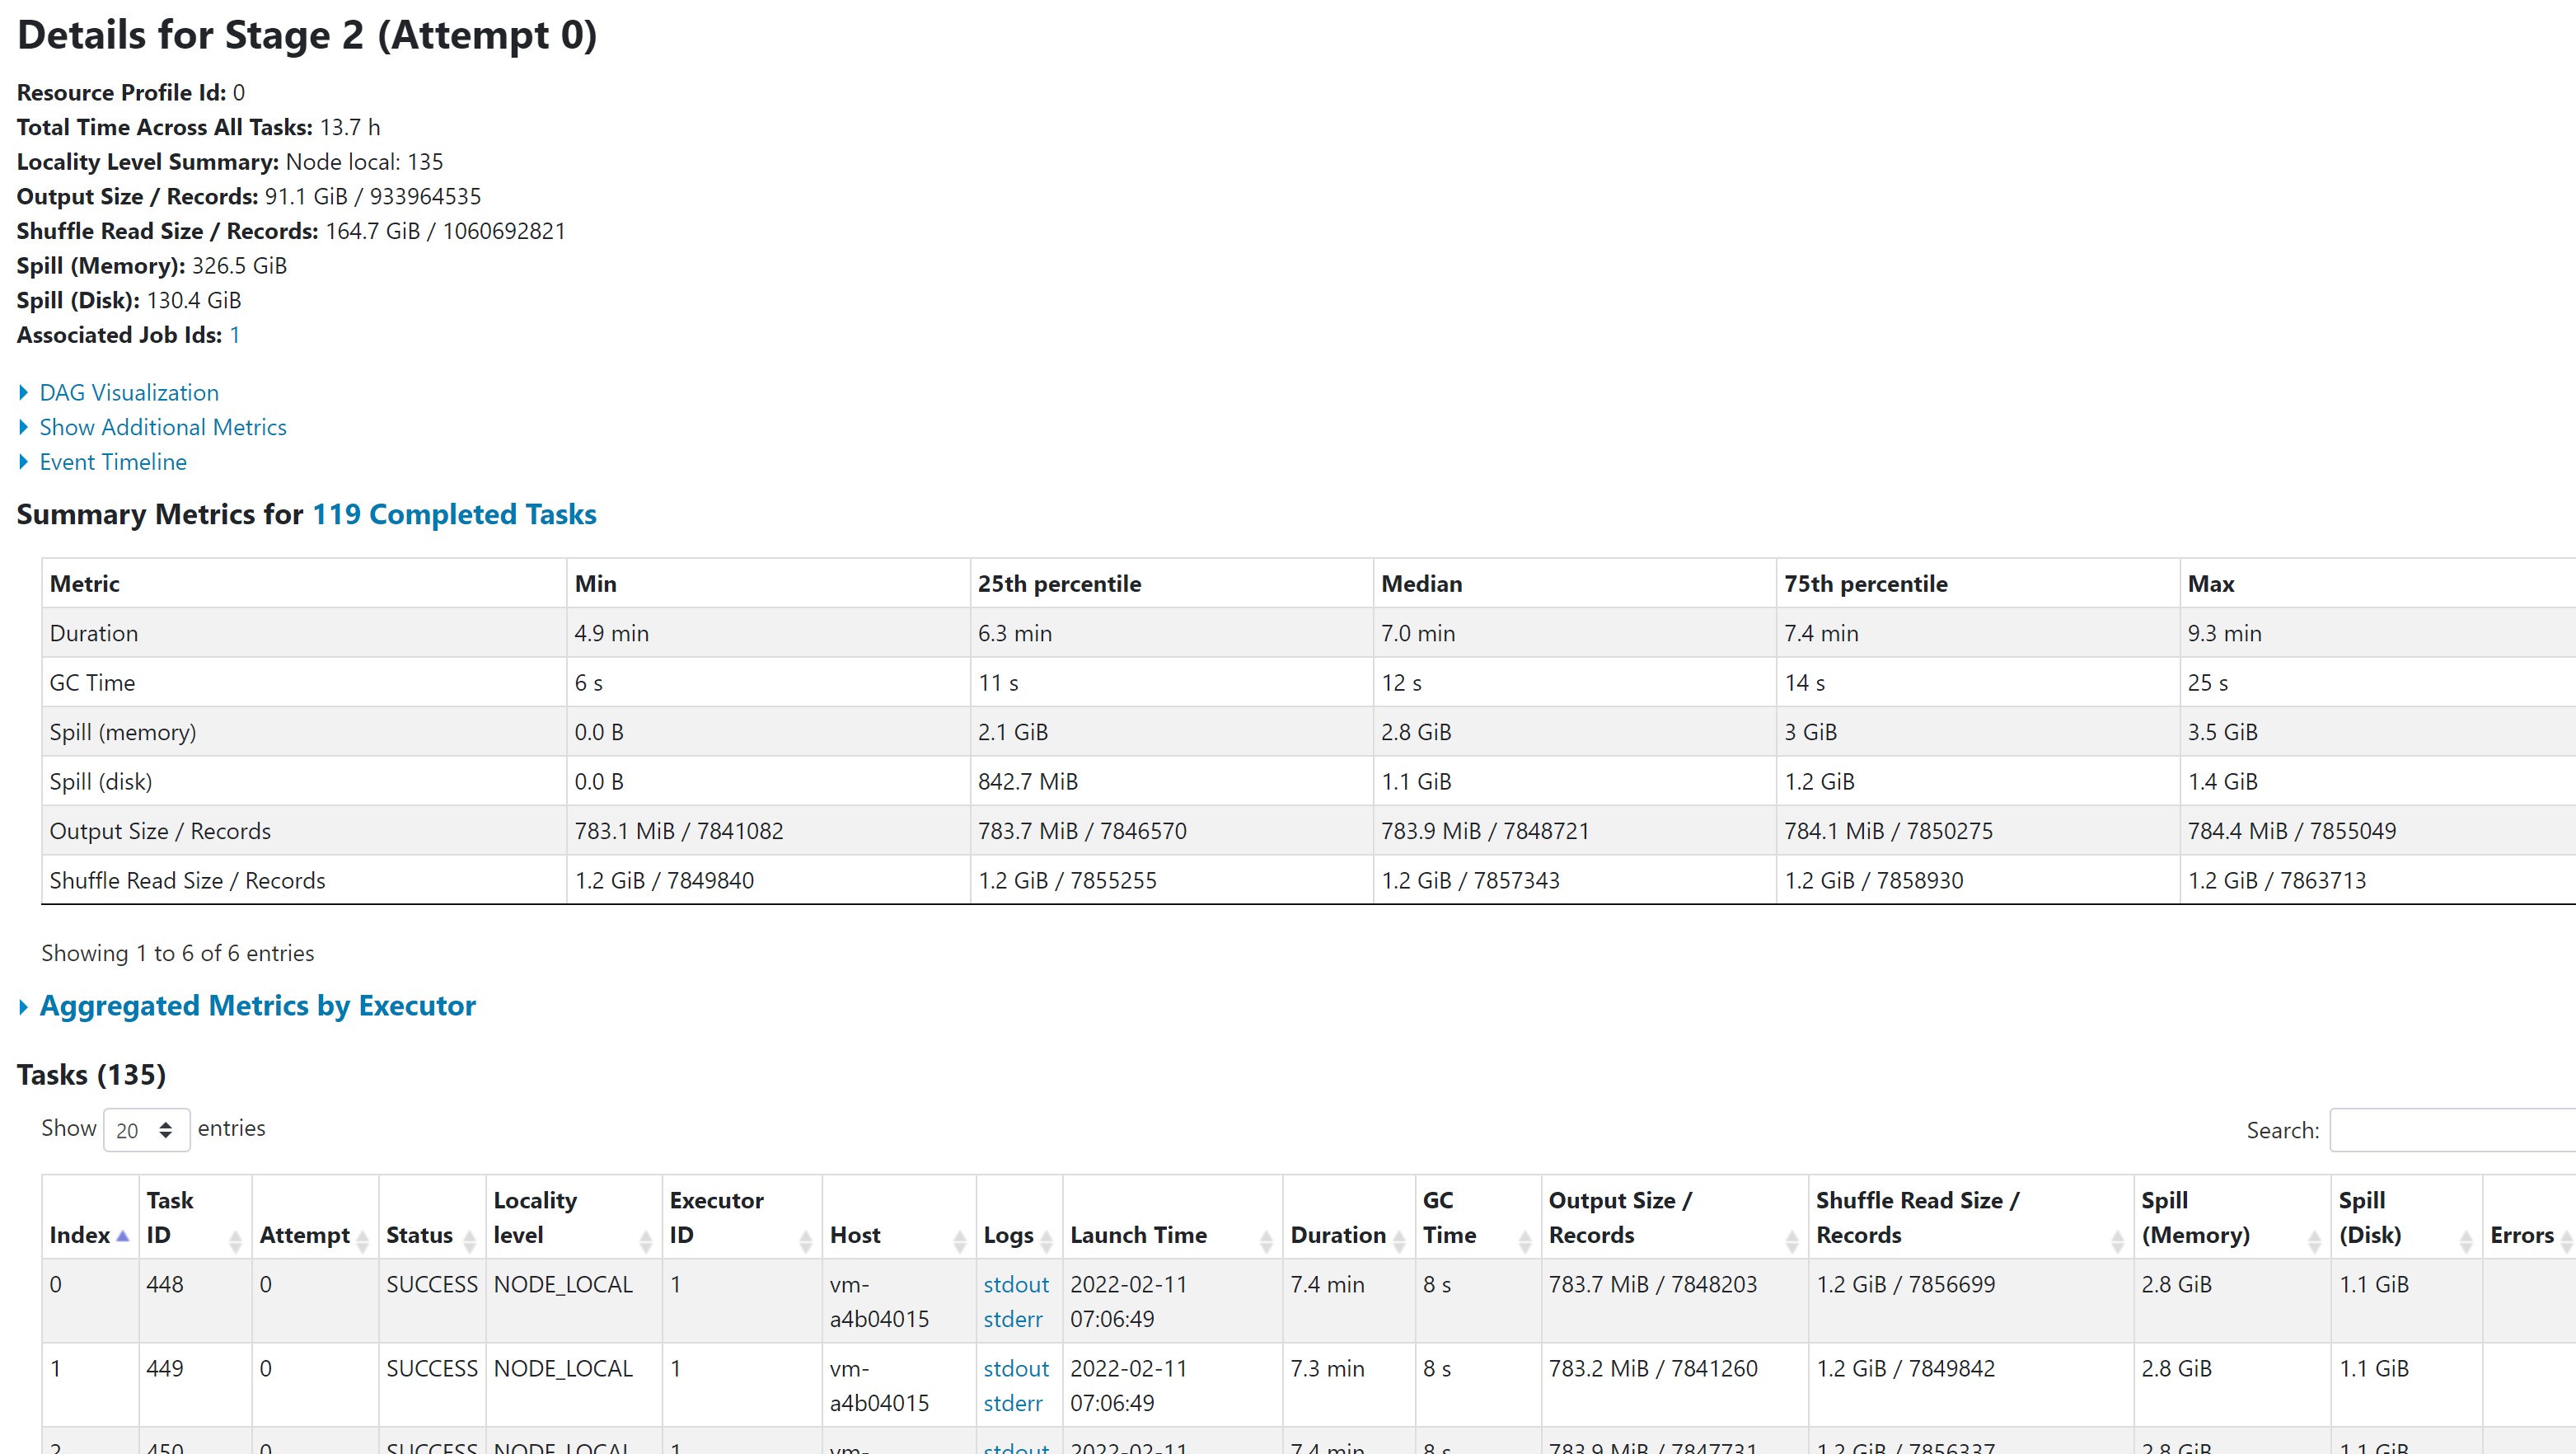 Details for Stage 2 (Attempt 0)
Resource Profile Id: 0
Total Time Across All Tasks: 13.7 h
Locality Level Summary: Node local: 135
Output Size / Records: 91.1 GiB / 933964535
Shuffle Read Size / Records: 164.7 GiB / 1060692821
Spill (Memory): 326.5 GiB
Spill (Disk): 130.4 GiB
Associated Job Ids: 1
DAG Visualization
Show Additional Metrics
Event Timeline
Summary Metrics for 119 Completed Tasks
Metric Min 25th percentile Median 75th percentile Max
Duration 4.9 min 6.3 min 7.0 min 7.4 min 9.3 min
GC Time 6 s 11 s 12 s 14 s 25 s
Spill (memory) 0.0 B 2.1 GiB 2.8 GiB 3 GiB 3.5 GiB
Spill (disk) 0.0 B 842.7 MiB 1.1 GiB 1.2 GiB 1.4 GiB
Output Size / Records 783.1 MiB / 7841082 783.7 MiB / 7846570 783.9 MiB / 7848721 784.1 MiB / 7850275 784.4 MiB / 7855049
Shuffle Read Size / Records 1.2 GiB / 7849840 1.2 GiB / 7855255 1.2 GiB / 7857343 1.2 GiB / 7858930 1.2 GiB / 7863713
Showing 1 to 6 of 6 entries
Aggregated Metrics by Executor
Tasks (135)
Show 20 entries Search:
Task Locality Executor GC Output Size / Shuffle Read Size / Spill Spill
Index ID Attempt Status level ID Host Logs Launch Time Duration Time Records Records (Memory) (Disk) Errors
0 448 0 SUCCESS NODE_LOCAL 1 vm- stdout 2022-02-11 7.4 min 8 s 783.7 MiB / 7848203 1.2 GiB / 7856699 2.8 GiB 1.1 GiB
a4b04015 stderr 07:06:49
1 449 0 SUCCESS NODE_LOCAL 1 vm- stdout 2022-02-11 7.3 min 8 s 783.2 MiB / 7841260 1.2 GiB / 7849842 2.8 GiB 1.1 GiB
a4b04015 stderr 07:06:49
2 450 0 SUCCESS NODE_LOCAL 1 vm- stdout 2022-02-11 7.4 min 8 s 783.9 MiB / 7847731 1.2 GiB / 7856337 2.8 GiB 1.1 GiB